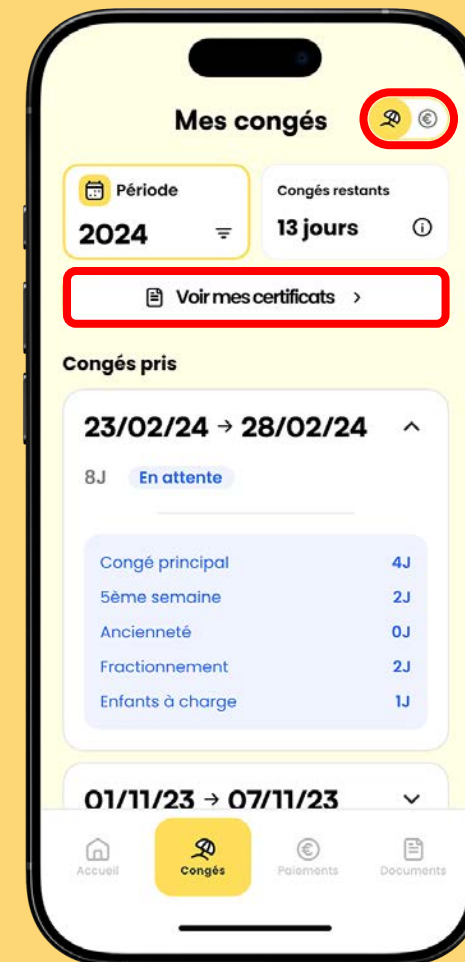 Mes congés
Période
2024
Congés restants
13 jours
Voir mes certificats
Congés pris
23/02/24 → 28/02/24
8J En attente
Congé principal 4J
5ème semaine 2J
Ancienneté 0J
Fractionnement 2J
Enfants à charge 1J
01/11/23 → 07/11/23
Accueil Congés Paiements Documents